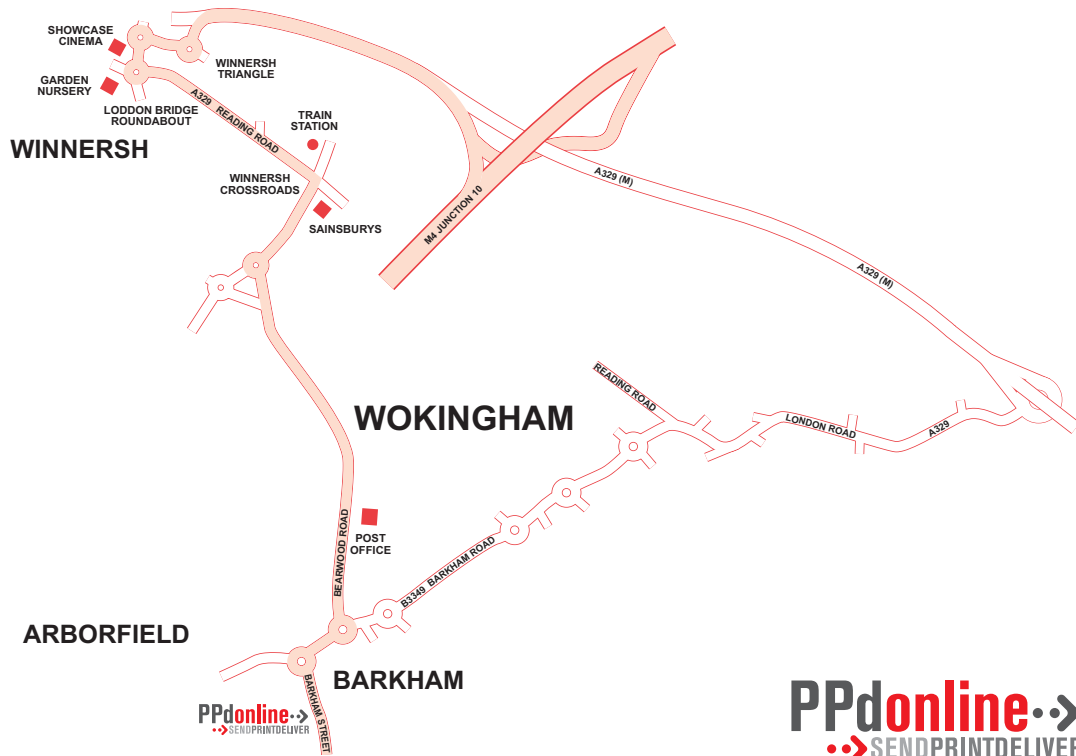 SHOWCASE
CINEMA
WINNERSH
TRIANGLE
GARDEN
NURSERY
LODDON BRIDGE
ROUNDABOUT
A329 READING ROAD
TRAIN
STATION
WINNERSH
WINNERSH
CROSSROADS
SAINSBURYS
M4 JUNCTION 10
A329 (M)
A329 (M)
READING ROAD
WOKINGHAM
LONDON ROAD
A329
POST
OFFICE
BEARWOOD ROAD
B3349 BARKHAM ROAD
ARBORFIELD
BARKHAM
BARKHAM STREET
PPdonline
SENDPRINTDELIVER
PPdonline
SENDPRINTDELIVER